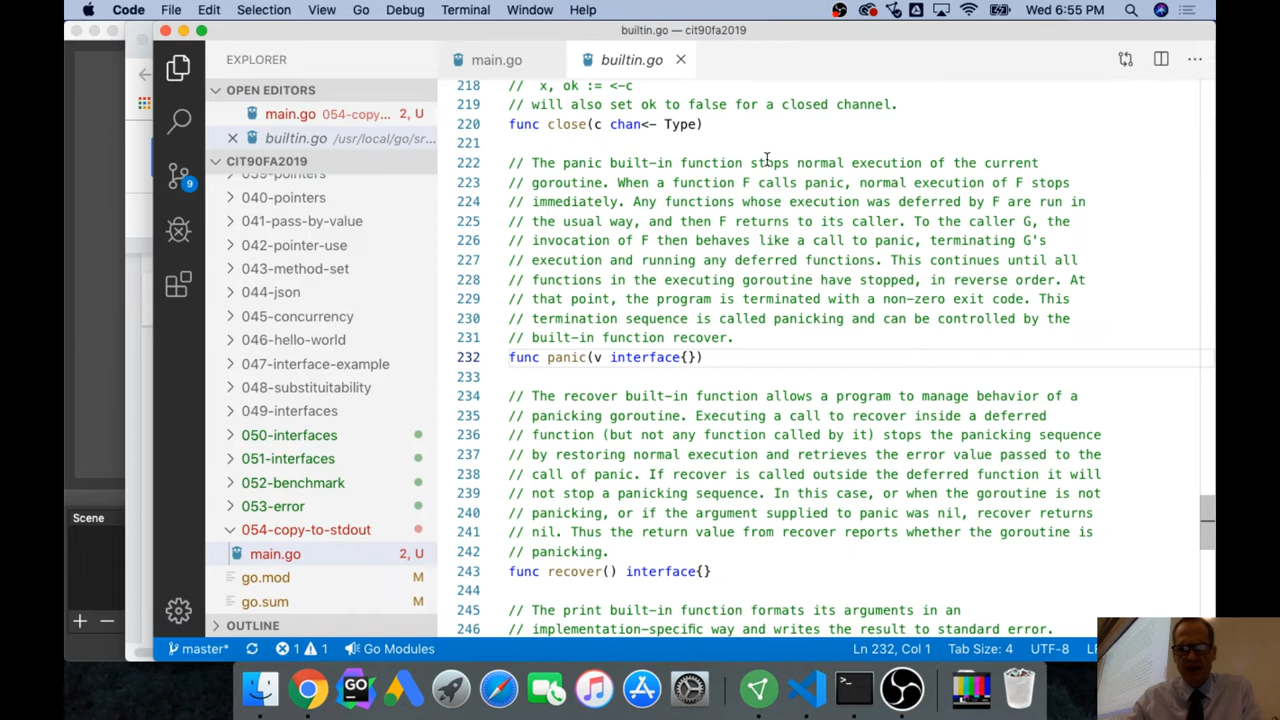 Code File Edit Selection View Go Debug Terminal Window Help Wed 6:55 PM
builtin.go — cit90fa2019
EXPLORER
OPEN EDITORS
main.go 054-copy... 2, U
builtin.go /usr/local/go/sr...
CIT90FA2019
039-pointers
040-pointers
041-pass-by-value
042-pointer-use
043-method-set
044-json
045-concurrency
046-hello-world
047-interface-example
048-substituitability
049-interfaces
050-interfaces
051-interfaces
052-benchmark
053-error
054-copy-to-stdout
main.go 2, U
go.mod M
go.sum M
OUTLINE
9
Scene
main.go builtin.go
218 // x, ok := <-c
219 // will also set ok to false for a closed channel.
220 func close(c chan<- Type)
221
222 // The panic built-in function stops normal execution of the current
223 // goroutine. When a function F calls panic, normal execution of F stops
224 // immediately. Any functions whose execution was deferred by F are run in
225 // the usual way, and then F returns to its caller. To the caller G, the
226 // invocation of F then behaves like a call to panic, terminating G's
227 // execution and running any deferred functions. This continues until all
228 // functions in the executing goroutine have stopped, in reverse order. At
229 // that point, the program is terminated with a non-zero exit code. This
230 // termination sequence is called panicking and can be controlled by the
231 // built-in function recover.
232 func panic(v interface{})
233
234 // The recover built-in function allows a program to manage behavior of a
235 // panicking goroutine. Executing a call to recover inside a deferred
236 // function (but not any function called by it) stops the panicking sequence
237 // by restoring normal execution and retrieves the error value passed to the
238 // call of panic. If recover is called outside the deferred function it will
239 // not stop a panicking sequence. In this case, or when the goroutine is not
240 // panicking, or if the argument supplied to panic was nil, recover returns
241 // nil. Thus the return value from recover reports whether the goroutine is
242 // panicking.
243 func recover() interface{}
244
245 // The print built-in function formats its arguments in an
246 // implementation-specific way and writes the result to standard error.
master* 1 1 Go Modules Ln 232, Col 1 Tab Size: 4 UTF-8
GO